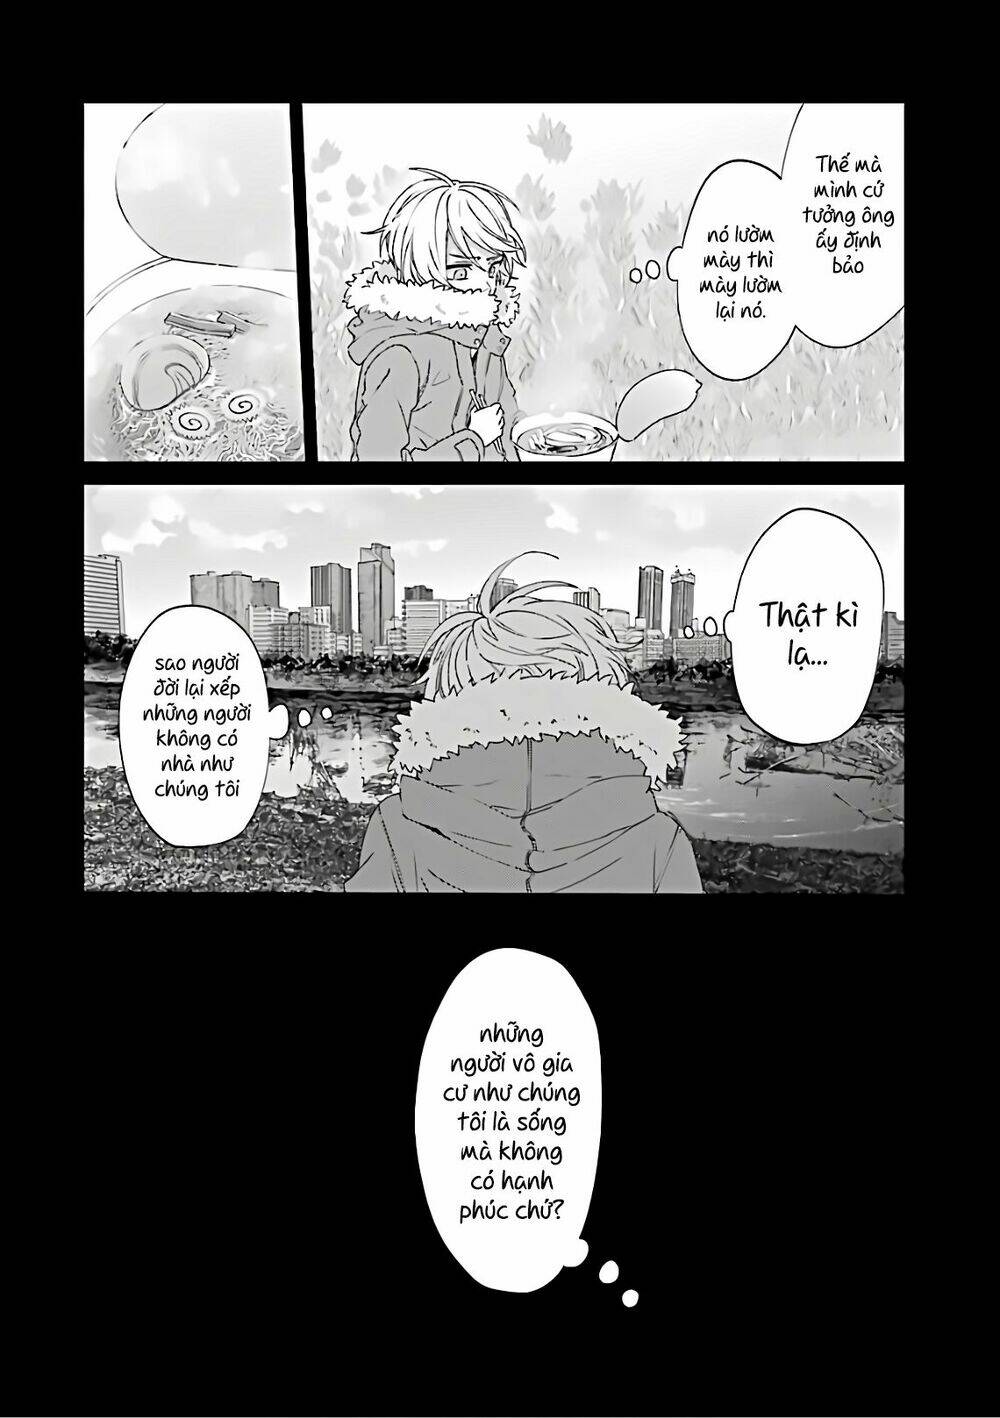 Thế mà
mình cứ
tưởng ông
ấy định
bảo
nó lườm
mày thì
mày lườm
lại nó.
Thật kì
lạ...
sao người
đời lại xếp
những người
không có
nhà như
chúng tôi
những
người vô gia
cư như chúng
tôi là sống
mà không
có hạnh
phúc chứ?